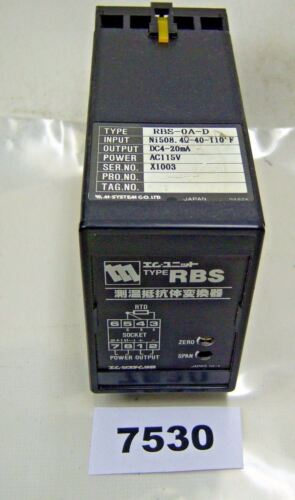 TYPE RBS-0A-D
INPUT Ni508.4Ω-40-110°F
OUTPUT DC4-20mA
POWER AC115V
SER.NO. X1003
PRO.NO.
TAG.NO.
M-SYSTEM CO.,LTD. JAPAN
エム・ユニット
TYPE RBS
測温抵抗体変換器
RTD
6 5 4 3
SOCKET
7 8 1 2
POWER OUTPUT
ZERO
SPAN
7530